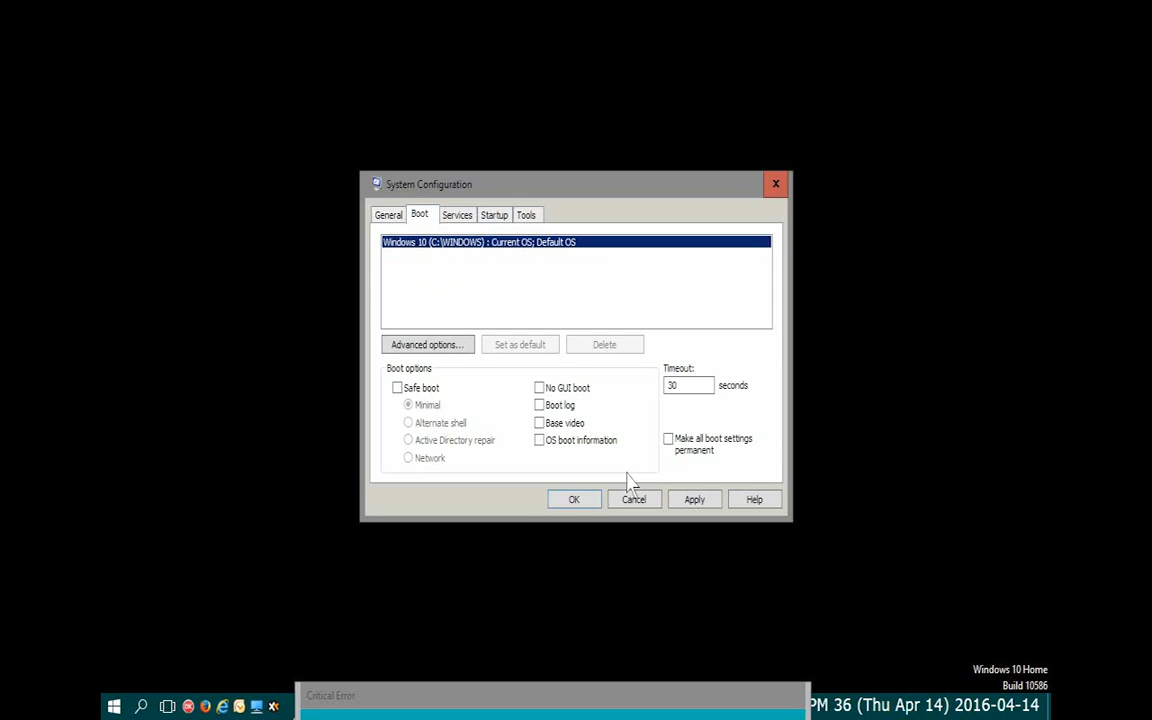 System Configuration
X
General
Boot
Services
Startup
Tools
Windows 10 (C:\WINDOWS) : Current OS; Default OS
Advanced options...
Set as default
Delete
Boot options
Timeout:
Safe boot
No GUI boot
30 seconds
Minimal
Boot log
Alternate shell
Base video
Active Directory repair
OS boot information
Make all boot settings
permanent
Network
OK
Cancel
Apply
Help
Windows 10 Home
Build 10586
Critical Error
PM 36 (Thu Apr 14) 2016-04-14